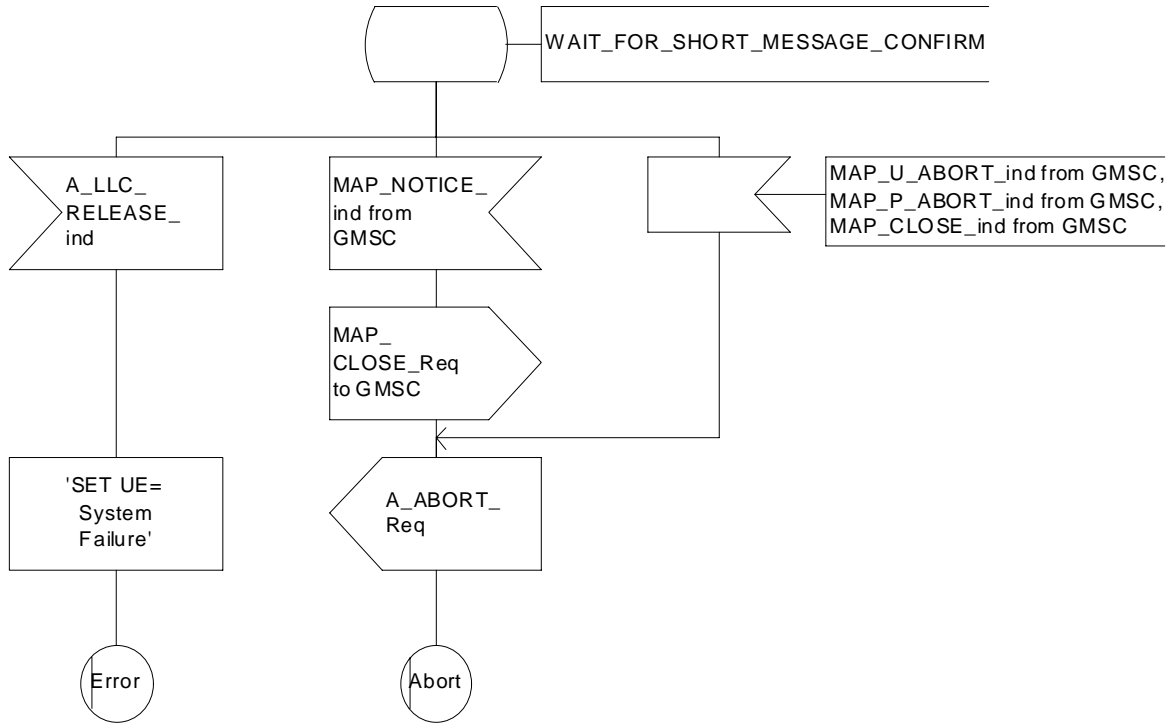 WAIT_FOR_SHORT_MESSAGE_CONFIRM
A_LLC_
RELEASE_
ind
MAP_NOTICE_
ind from
GMSC
MAP_U_ABORT_ind from GMSC,
MAP_P_ABORT_ind from GMSC,
MAP_CLOSE_ind from GMSC
MAP_
CLOSE_Req
to GMSC
'SET UE=
System
Failure'
A_ABORT_
Req
Error
Abort